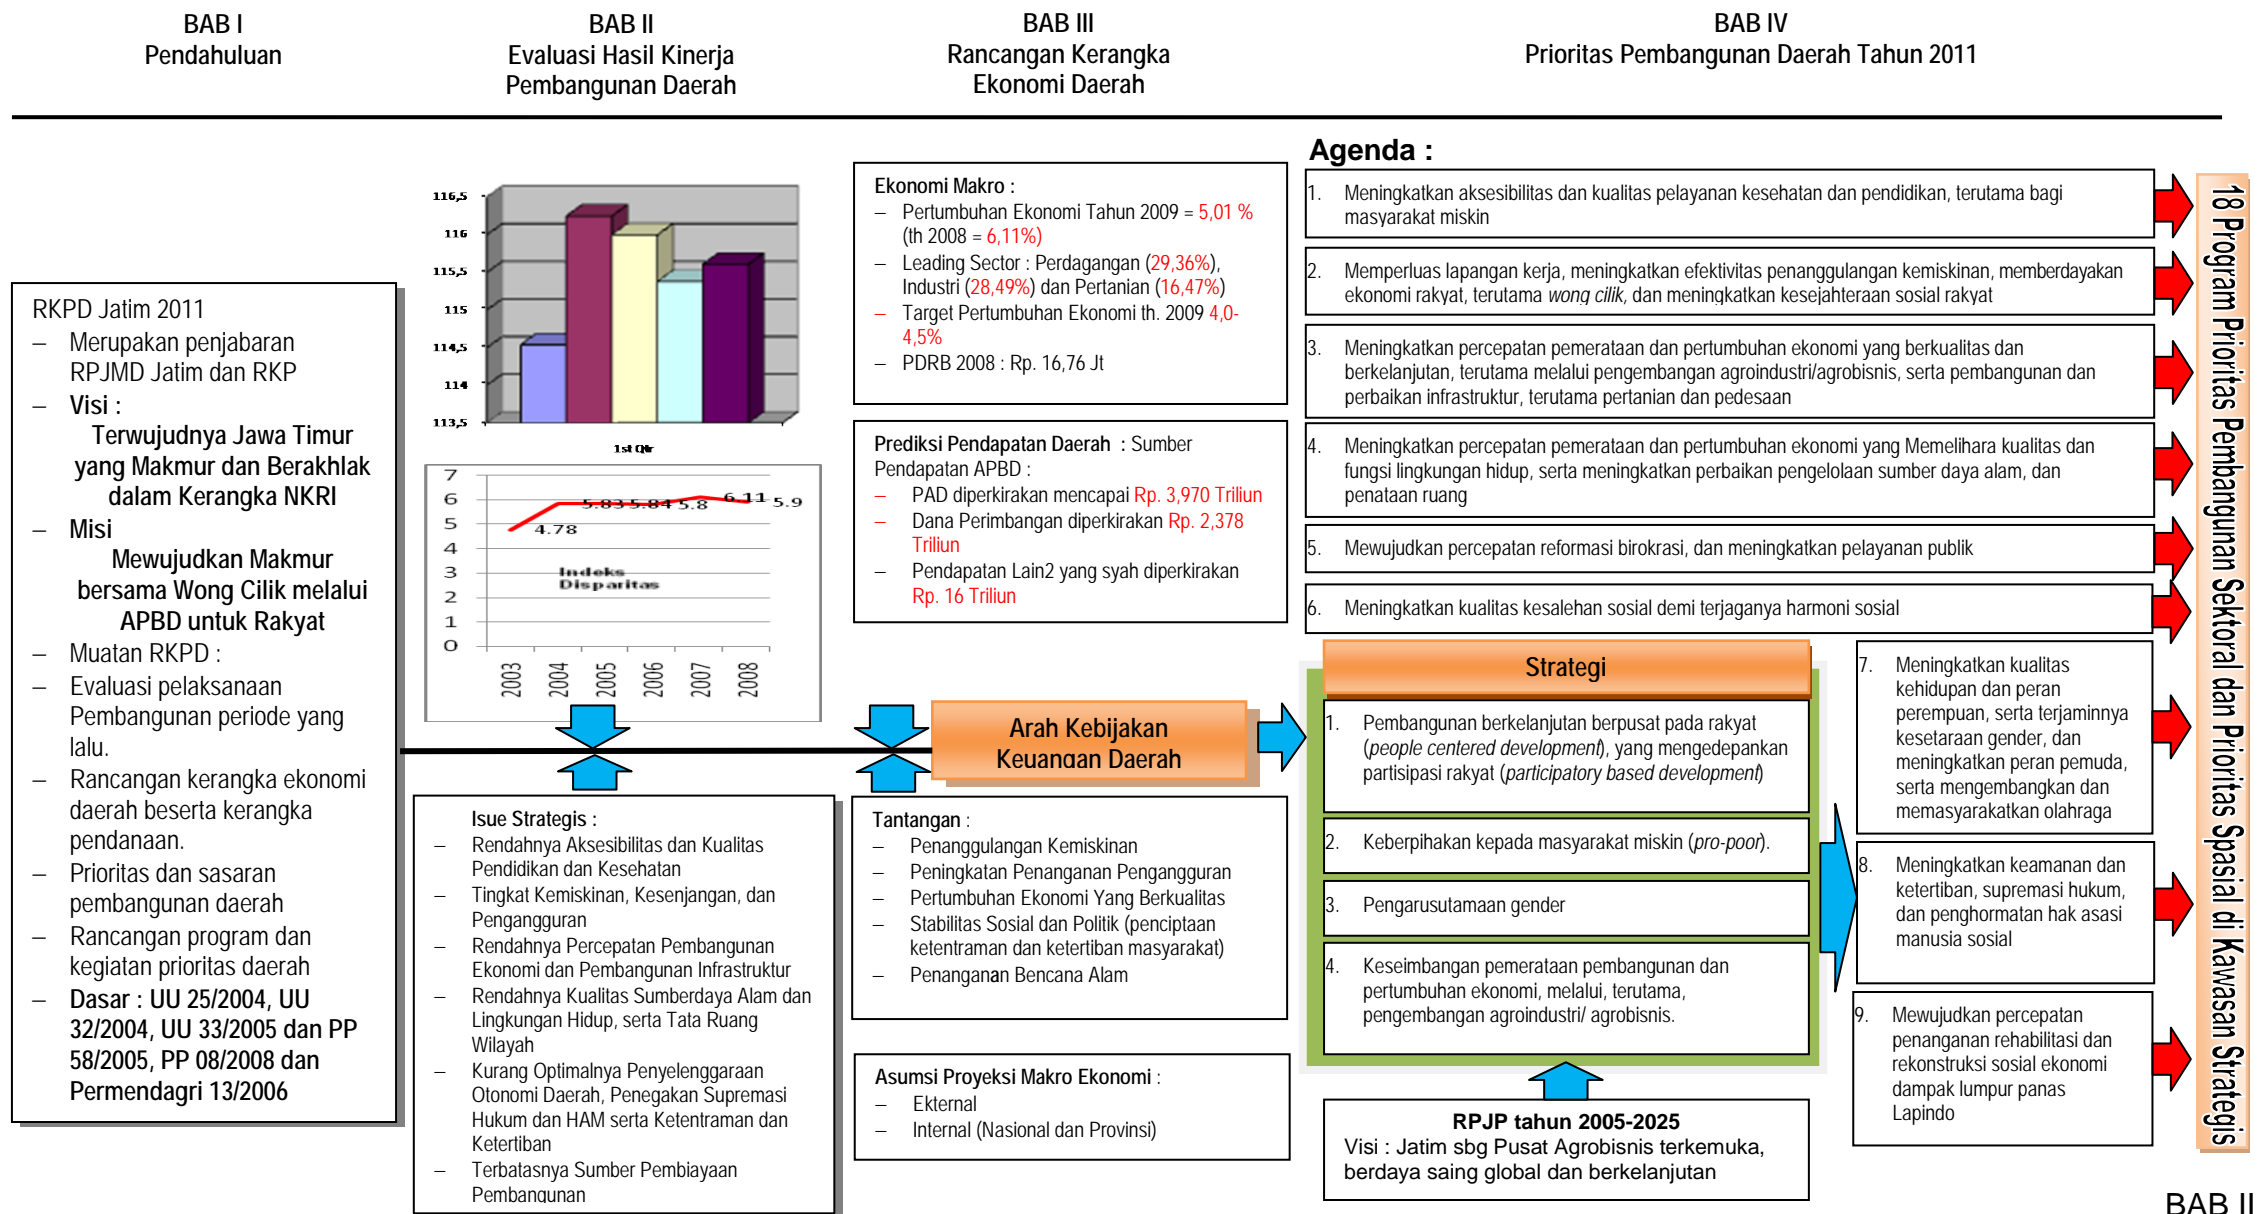 BAB I
Pendahuluan
BAB II
Evaluasi Hasil Kinerja
Pembangunan Daerah
BAB III
Rancangan Kerangka
Ekonomi Daerah
BAB IV
Prioritas Pembangunan Daerah Tahun 2011
RKPD Jatim 2011
– Merupakan penjabaran
RPJMD Jatim dan RKP
– Visi :
Terwujudnya Jawa Timur
yang Makmur dan Berakhlak
dalam Kerangka NKRI
– Misi
Mewujudkan Makmur
bersama Wong Cilik melalui
APBD untuk Rakyat
– Muatan RKPD :
– Evaluasi pelaksanaan
Pembangunan periode yang
lalu.
– Rancangan kerangka ekonomi
daerah beserta kerangka
pendanaan.
– Prioritas dan sasaran
pembangunan daerah
– Rancangan program dan
kegiatan prioritas daerah
– Dasar : UU 25/2004, UU
32/2004, UU 33/2005 dan PP
58/2005, PP 08/2008 dan
Permendagri 13/2006
116,5
116
115,5
115
114,5
114
113,5
1st Qtr
7
6
5
4
3
2
1
0
4.78
5.83
5.84
5.8
6.11
5.9
Indeks
Disparitas
2003
2004
2005
2006
2007
2008
Isue Strategis :
– Rendahnya Aksesibilitas dan Kualitas
Pendidikan dan Kesehatan
– Tingkat Kemiskinan, Kesenjangan, dan
Pengangguran
– Rendahnya Percepatan Pembangunan
Ekonomi dan Pembangunan Infrastruktur
– Rendahnya Kualitas Sumberdaya Alam dan
Lingkungan Hidup, serta Tata Ruang
Wilayah
– Kurang Optimalnya Penyelenggaraan
Otonomi Daerah, Penegakan Supremasi
Hukum dan HAM serta Ketentraman dan
Ketertiban
– Terbatasnya Sumber Pembiayaan
Pembangunan
Ekonomi Makro :
– Pertumbuhan Ekonomi Tahun 2009 = 5,01 %
(th 2008 = 6,11%)
– Leading Sector : Perdagangan (29,36%),
Industri (28,49%) dan Pertanian (16,47%)
– Target Pertumbuhan Ekonomi th. 2009 4,0-
4,5%
– PDRB 2008 : Rp. 16,76 Jt
Prediksi Pendapatan Daerah : Sumber
Pendapatan APBD :
– PAD diperkirakan mencapai Rp. 3,970 Triliun
– Dana Perimbangan diperkirakan Rp. 2,378
Triliun
– Pendapatan Lain2 yang syah diperkirakan
Rp. 16 Triliun
Arah Kebijakan
Keuangan Daerah
Tantangan :
– Penanggulangan Kemiskinan
– Peningkatan Penanganan Pengangguran
– Pertumbuhan Ekonomi Yang Berkualitas
– Stabilitas Sosial dan Politik (penciptaan
ketentraman dan ketertiban masyarakat)
– Penanganan Bencana Alam
Asumsi Proyeksi Makro Ekonomi :
– Ekternal
– Internal (Nasional dan Provinsi)
Agenda :
1. Meningkatkan aksesibilitas dan kualitas pelayanan kesehatan dan pendidikan, terutama bagi
masyarakat miskin
2. Memperluas lapangan kerja, meningkatkan efektivitas penanggulangan kemiskinan, memberdayakan
ekonomi rakyat, terutama wong cilik, dan meningkatkan kesejahteraan sosial rakyat
3. Meningkatkan percepatan pemerataan dan pertumbuhan ekonomi yang berkualitas dan
berkelanjutan, terutama melalui pengembangan agroindustri/agrobisnis, serta pembangunan dan
perbaikan infrastruktur, terutama pertanian dan pedesaan
4. Meningkatkan percepatan pemerataan dan pertumbuhan ekonomi yang Memelihara kualitas dan
fungsi lingkungan hidup, serta meningkatkan perbaikan pengelolaan sumber daya alam, dan
penataan ruang
5. Mewujudkan percepatan reformasi birokrasi, dan meningkatkan pelayanan publik
6. Meningkatkan kualitas kesalehan sosial demi terjaganya harmoni sosial
Strategi
1. Pembangunan berkelanjutan berpusat pada rakyat
(people centered development), yang mengedepankan
partisipasi rakyat (participatory based development)
2. Keberpihakan kepada masyarakat miskin (pro-poor).
3. Pengarusutamaan gender
4. Keseimbangan pemerataan pembangunan dan
pertumbuhan ekonomi, melalui, terutama,
pengembangan agroindustri/ agrobisnis.
RPJP tahun 2005-2025
Visi : Jatim sbg Pusat Agrobisnis terkemuka,
berdaya saing global dan berkelanjutan
7. Meningkatkan kualitas
kehidupan dan peran
perempuan, serta terjaminnya
kesetaraan gender, dan
meningkatkan peran pemuda,
serta mengembangkan dan
memasyarakatkan olahraga
8. Meningkatkan keamanan dan
ketertiban, supremasi hukum,
dan penghormatan hak asasi
manusia sosial
9. Mewujudkan percepatan
penanganan rehabilitasi dan
rekonstruksi sosial ekonomi
dampak lumpur panas
Lapindo
18 Program Prioritas Pembangunan Sektoral dan Prioritas Spasial di Kawasan Strategis
BAB II